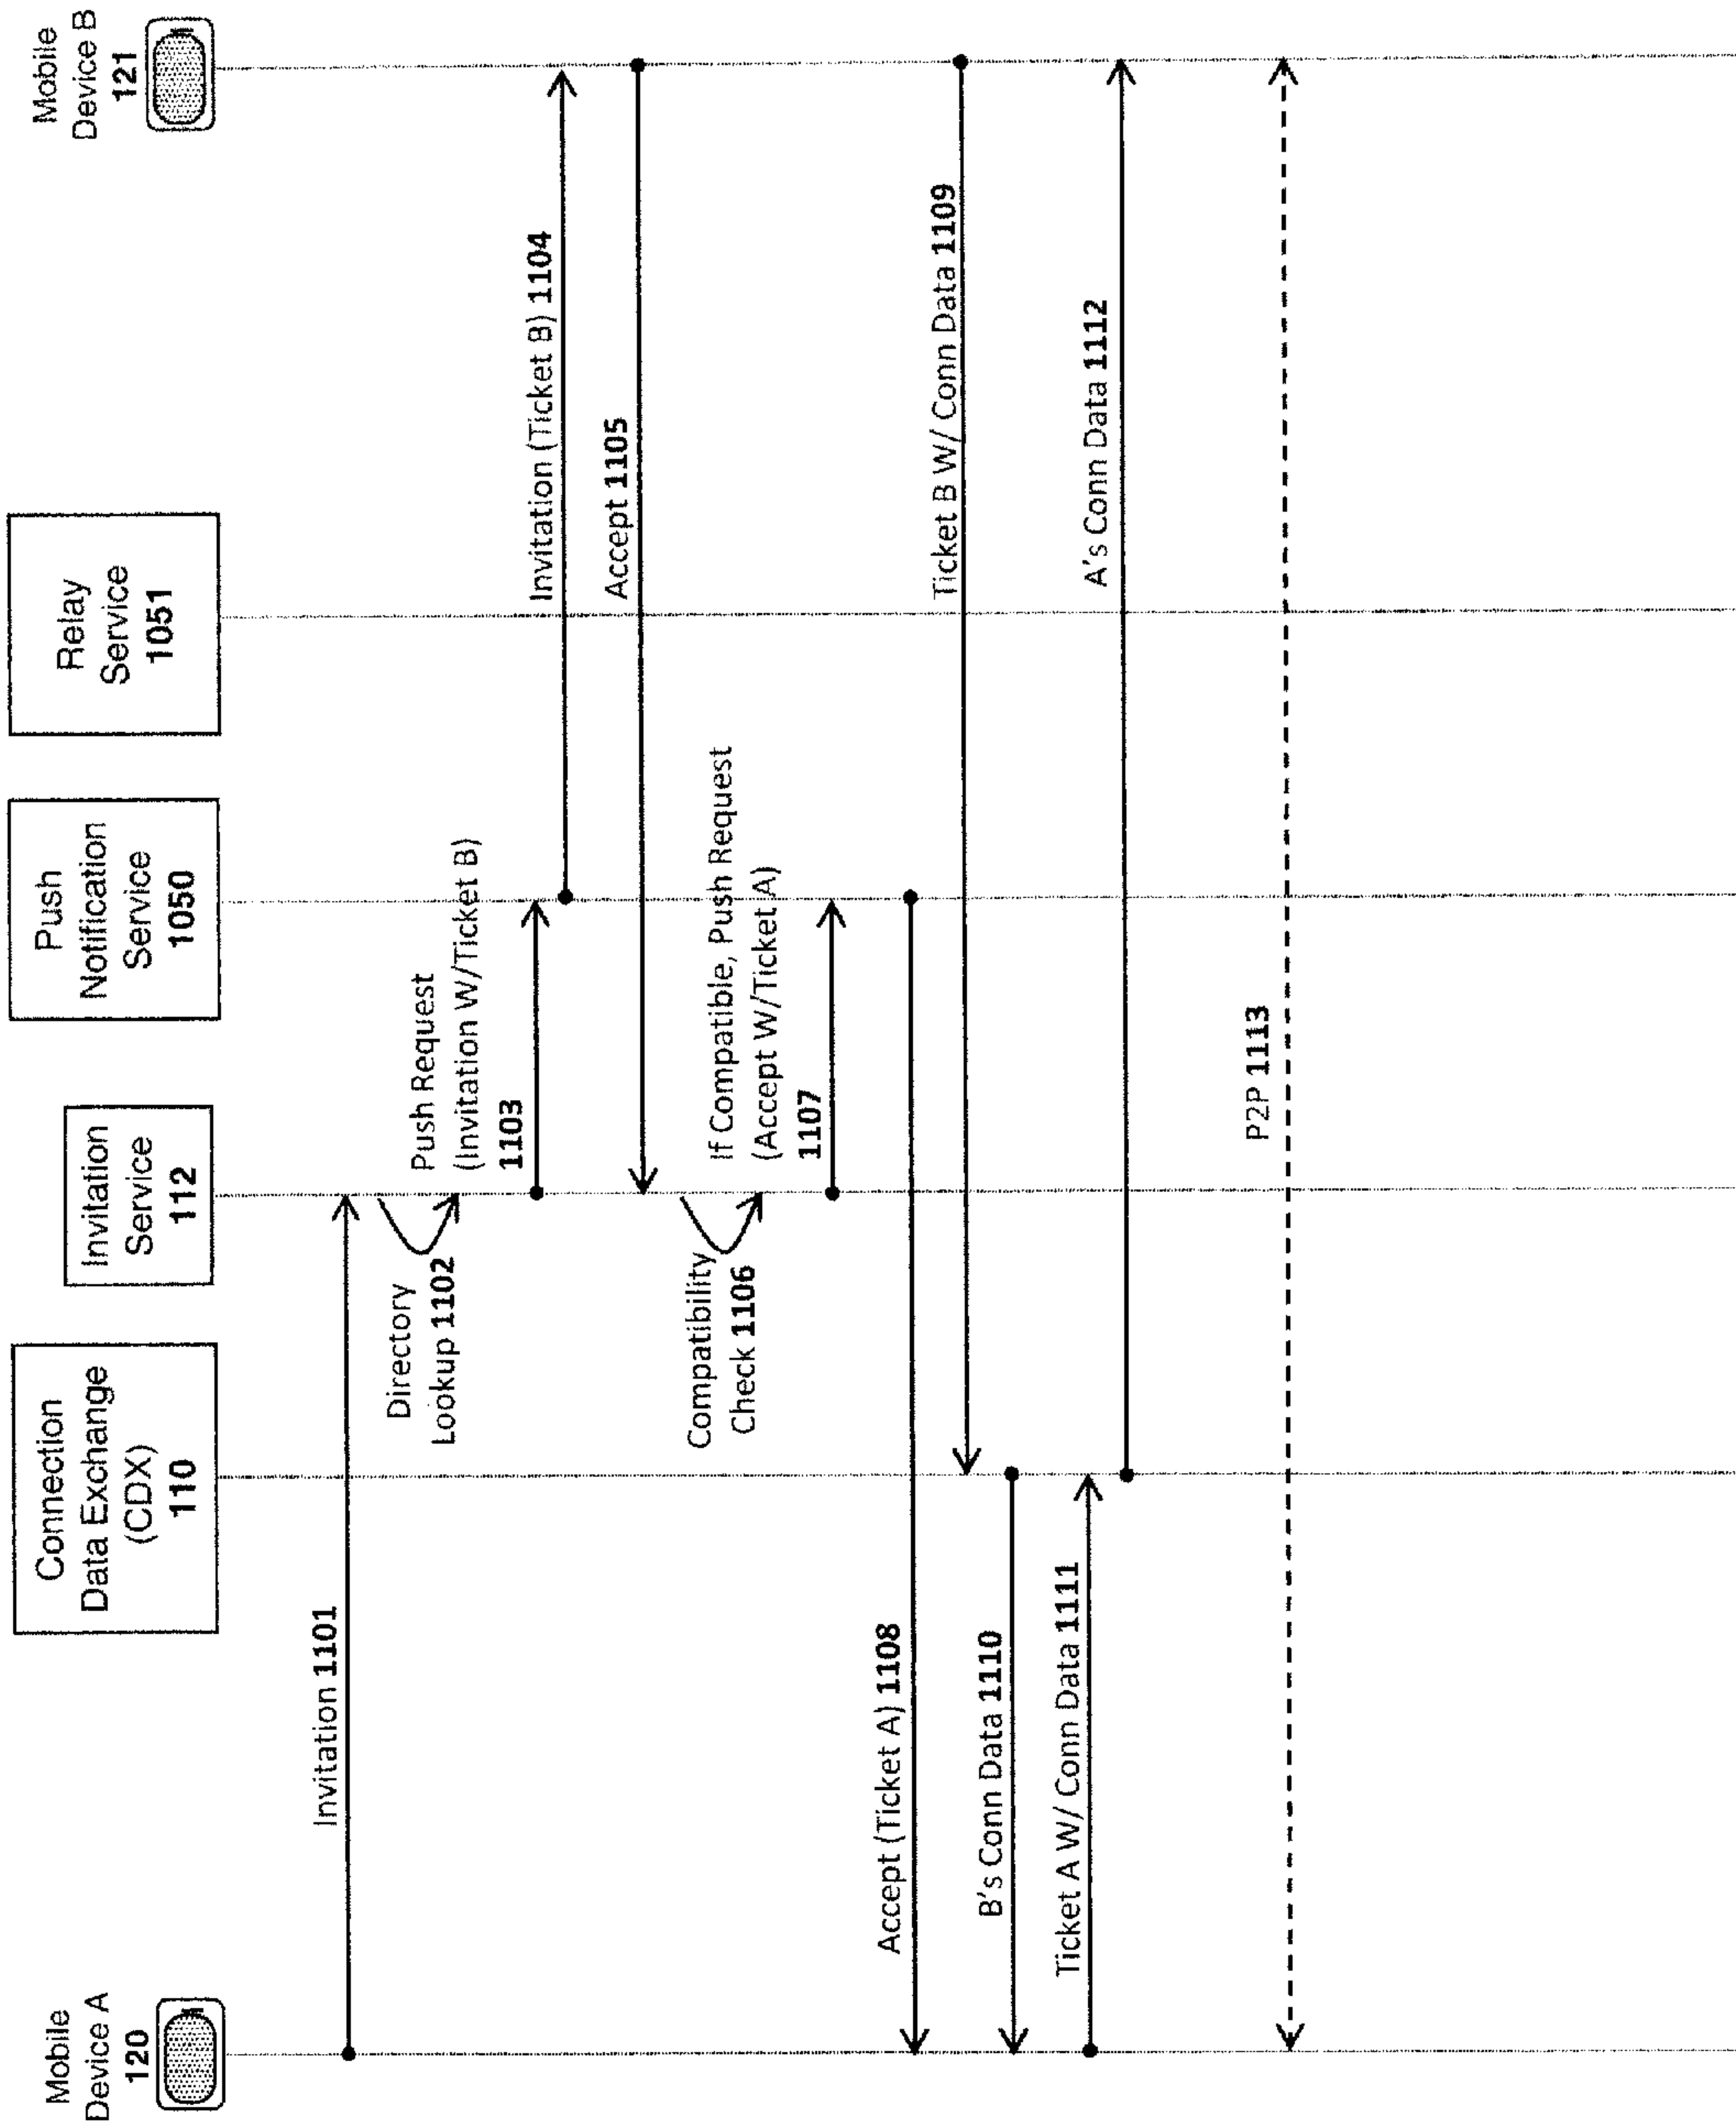 Mobile
Device A
120
Connection
Data Exchange
(CDX)
110
Invitation
Service
112
Push
Notification
Service
1050
Relay
Service
1051
Mobile
Device B
121
Invitation 1101
Directory
Lookup 1102
Push Request
(Invitation W/Ticket B)
1103
Invitation (Ticket B) 1104
Accept 1105
Compatibility
Check 1106
If Compatible, Push Request
(Accept W/Ticket A)
1107
Accept (Ticket A) 1108
Ticket B W/ Conn Data 1109
B's Conn Data 1110
Ticket A W/ Conn Data 1111
A's Conn Data 1112
P2P 1113